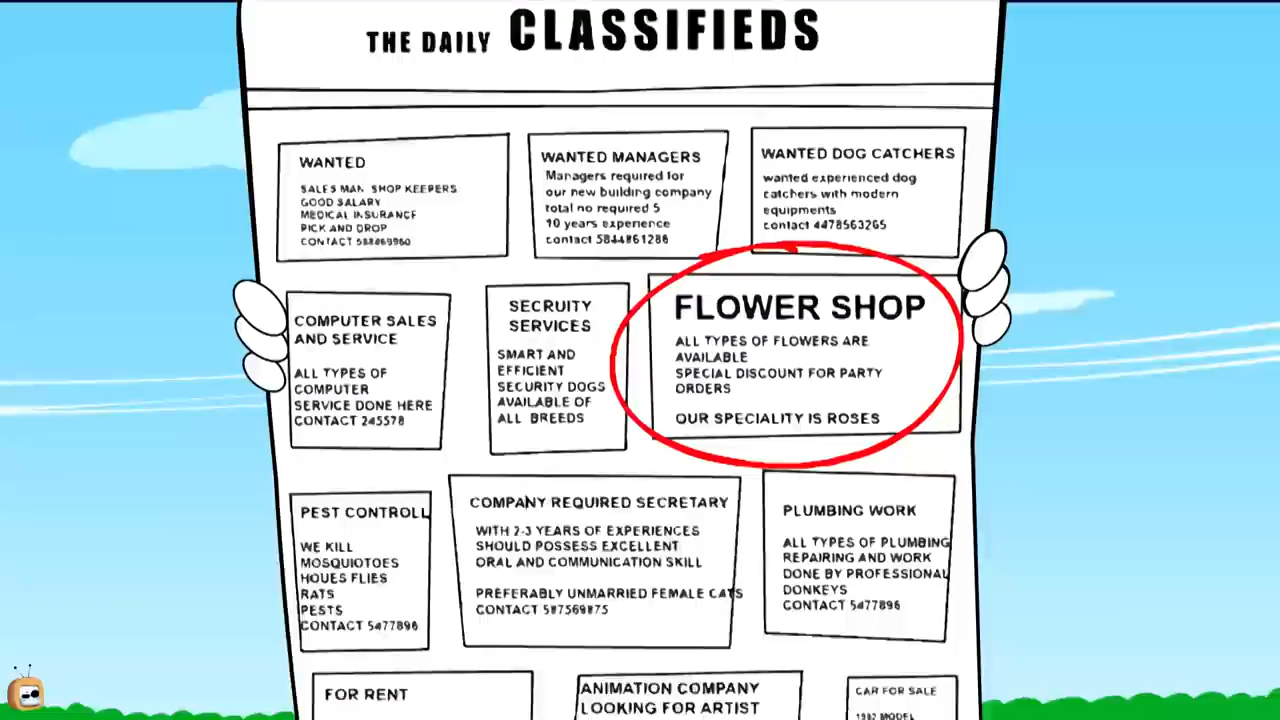 THE DAILY CLASSIFIEDS
WANTED
SALES MAN SHOP KEEPERS
GOOD SALARY
MEDICAL INSURANCE
PICK AND DROP
CONTACT
WANTED MANAGERS
Managers required for
our new building company
total no required 5
10 years experience
contact 5844861286
WANTED DOG CATCHERS
wanted experienced dog
catchers with modern
equipments
contact 4478563265
COMPUTER SALES
AND SERVICE
ALL TYPES OF
COMPUTER
SERVICE DONE HERE
CONTACT 245578
SECRUITY
SERVICES
SMART AND
EFFICIENT
SECURITY DOGS
AVAILABLE OF
ALL BREEDS
FLOWER SHOP
ALL TYPES OF FLOWERS ARE
AVAILABLE
SPECIAL DISCOUNT FOR PARTY
ORDERS
OUR SPECIALITY IS ROSES
PEST CONTROLL
WE KILL
MOSQUIOTOES
HOUES FLIES
RATS
PESTS
CONTACT 5477896
COMPANY REQUIRED SECRETARY
WITH 2-3 YEARS OF EXPERIENCES
SHOULD POSSESS EXCELLENT
ORAL AND COMMUNICATION SKILL
PREFERABLY UNMARRIED FEMALE CATS
CONTACT 587569875
PLUMBING WORK
ALL TYPES OF PLUMBING
REPAIRING AND WORK
DONE BY PROFESSIONAL
DONKEYS
CONTACT 5477896
FOR RENT
ANIMATION COMPANY
LOOKING FOR ARTIST
CAR FOR SALE
1982 MODEL